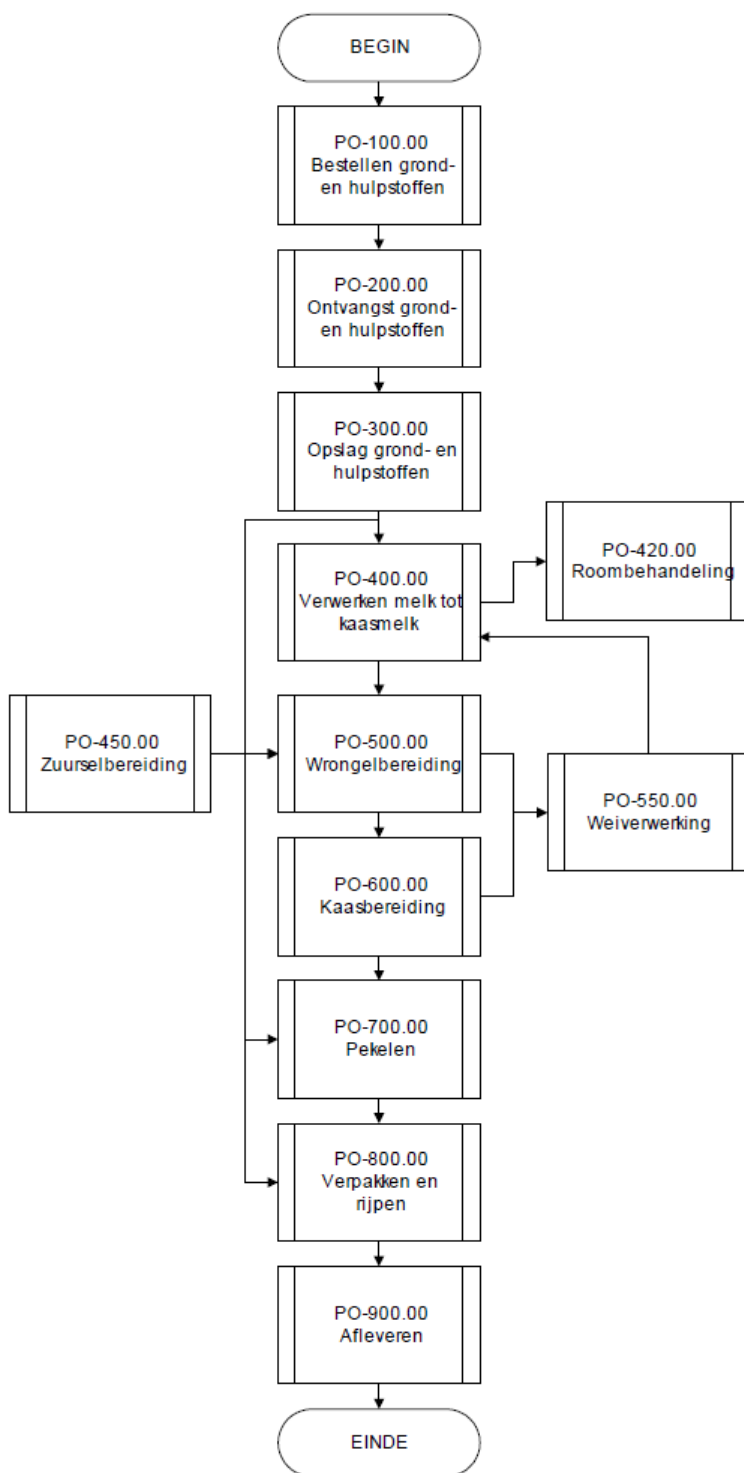 BEGIN
PO-100.00
Bestellen grond-
en hulpstoffen
PO-200.00
Ontvangst grond-
en hulpstoffen
PO-300.00
Opslag grond- en
hulpstoffen
PO-400.00
Verwerken melk tot
kaasmelk
PO-420.00
Roombehandeling
PO-450.00
Zuurselbereiding
PO-500.00
Wrongelbereiding
PO-550.00
Weiverwerking
PO-600.00
Kaasbereiding
PO-700.00
Pekelen
PO-800.00
Verpakken en
rijpen
PO-900.00
Afleveren
EINDE